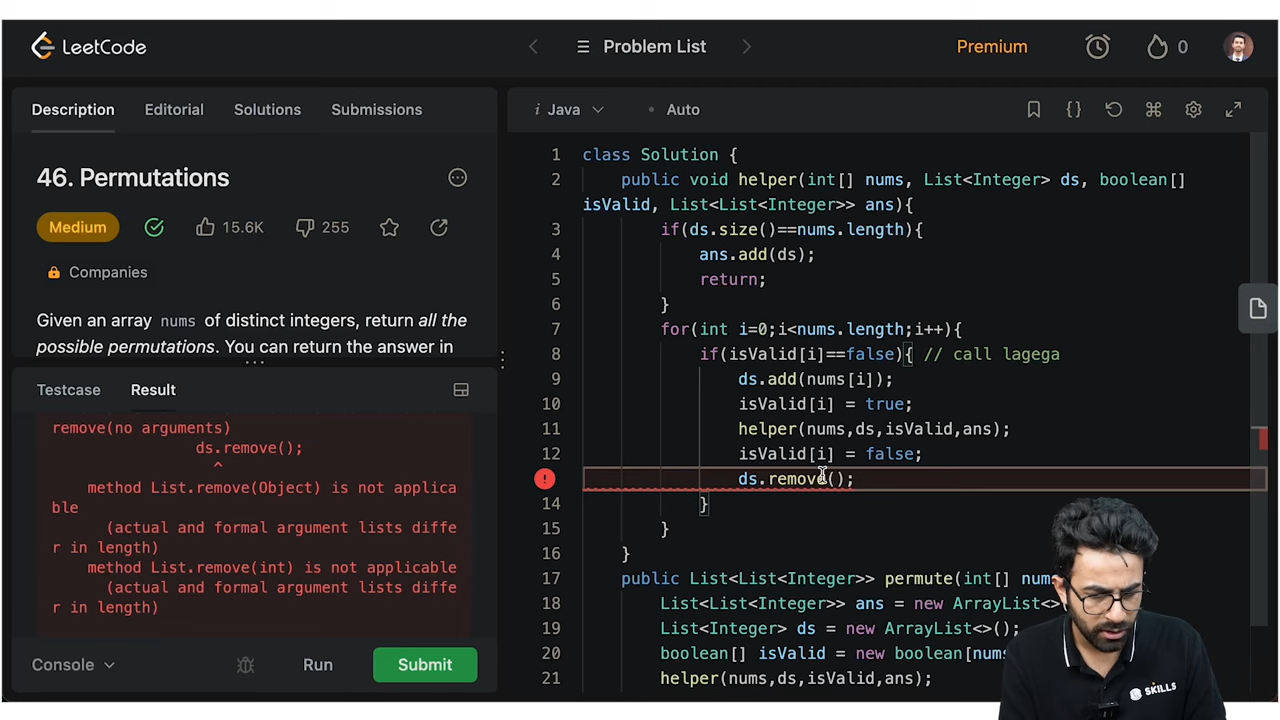 LeetCode
Problem List
Premium
0
Description
Editorial
Solutions
Submissions
46. Permutations
Medium
15.6K
255
Companies
Given an array nums of distinct integers, return all the
possible permutations. You can return the answer in
Testcase
Result
remove(no arguments)
ds.remove();
^
method List.remove(Object) is not applica
ble
(actual and formal argument lists diffe
r in length)
method List.remove(int) is not applicable
(actual and formal argument lists diffe
r in length)
Console
Run
Submit
i Java
Auto
1 class Solution {
2 public void helper(int[] nums, List<Integer> ds, boolean[]
isValid, List<List<Integer>> ans){
3 if(ds.size()==nums.length){
4 ans.add(ds);
5 return;
6 }
7 for(int i=0;i<nums.length;i++){
8 if(isValid[i]==false){ // call lagega
9 ds.add(nums[i]);
10 isValid[i] = true;
11 helper(nums,ds,isValid,ans);
12 isValid[i] = false;
ds.remove();
14 }
15 }
16 }
17 public List<List<Integer>> permute(int[]
18 List<List<Integer>> ans = new ArrayList<>
19 List<Integer> ds = new ArrayList<>();
20 boolean[] isValid = new boolean[nums
21 helper(nums,ds,isValid,ans);
SKILLS